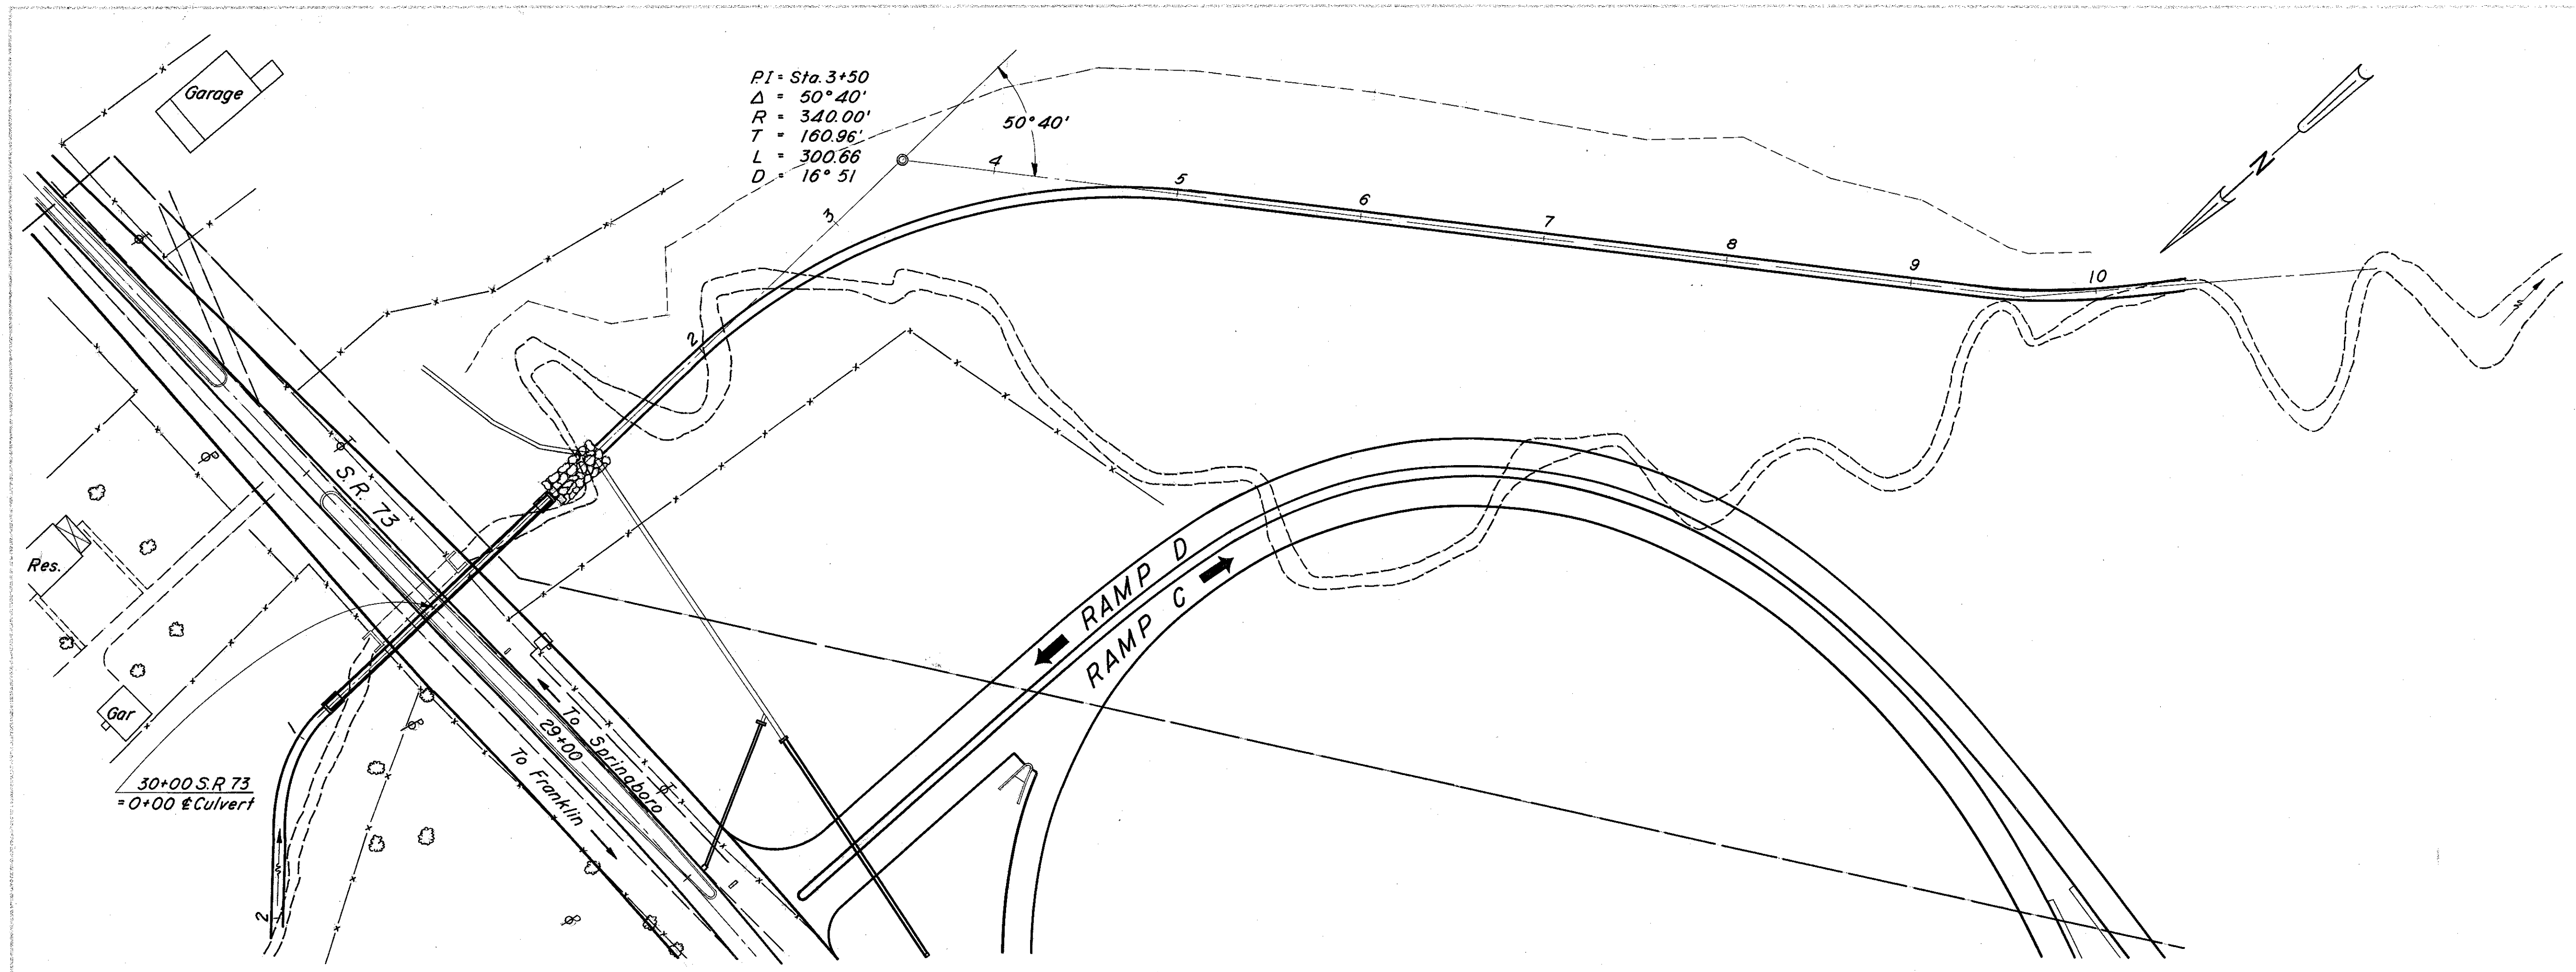 Garage
P.I = Sta. 3+50
Δ = 50°40'
R = 340.00'
T = 160.96'
L = 300.66
D = 16° 51
50°40'
N
4
5
6
7
8
9
10
3
2
S
S.R. 73
Res.
Gar
1
30+00 S.R 73
= 0+00 ℄ Culvert
2
S
RAMP D
RAMP C
To Springboro
29+00
To Franklin